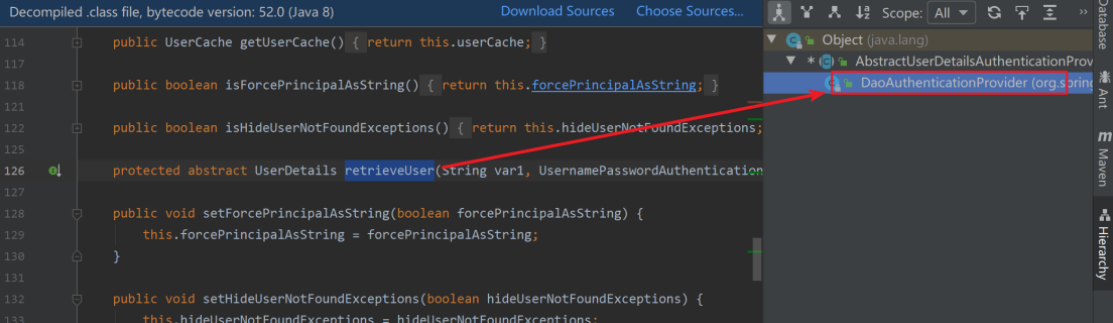 Decompiled .class file, bytecode version: 52.0 (Java 8)
Download Sources
Choose Sources...
114 public UserCache getUserCache() { return this.userCache; }
117
118 public boolean isForcePrincipalAsString() { return this.forcePrincipalAsString; }
121
122 public boolean isHideUserNotFoundExceptions() { return this.hideUserNotFoundExceptions;
125
126 protected abstract UserDetails retrieveUser(String var1, UsernamePasswordAuthentication
127
128 public void setForcePrincipalAsString(boolean forcePrincipalAsString) {
129 this.forcePrincipalAsString = forcePrincipalAsString;
130 }
131
132 public void setHideUserNotFoundExceptions(boolean hideUserNotFoundExceptions) {
this.hideUserNotFoundExceptions = hideUserNotFoundExceptions;
Scope: All
Object (java.lang)
AbstractUserDetailsAuthenticationProv
DaoAuthenticationProvider (org.spring
Database
Ant
Maven
Hierarchy